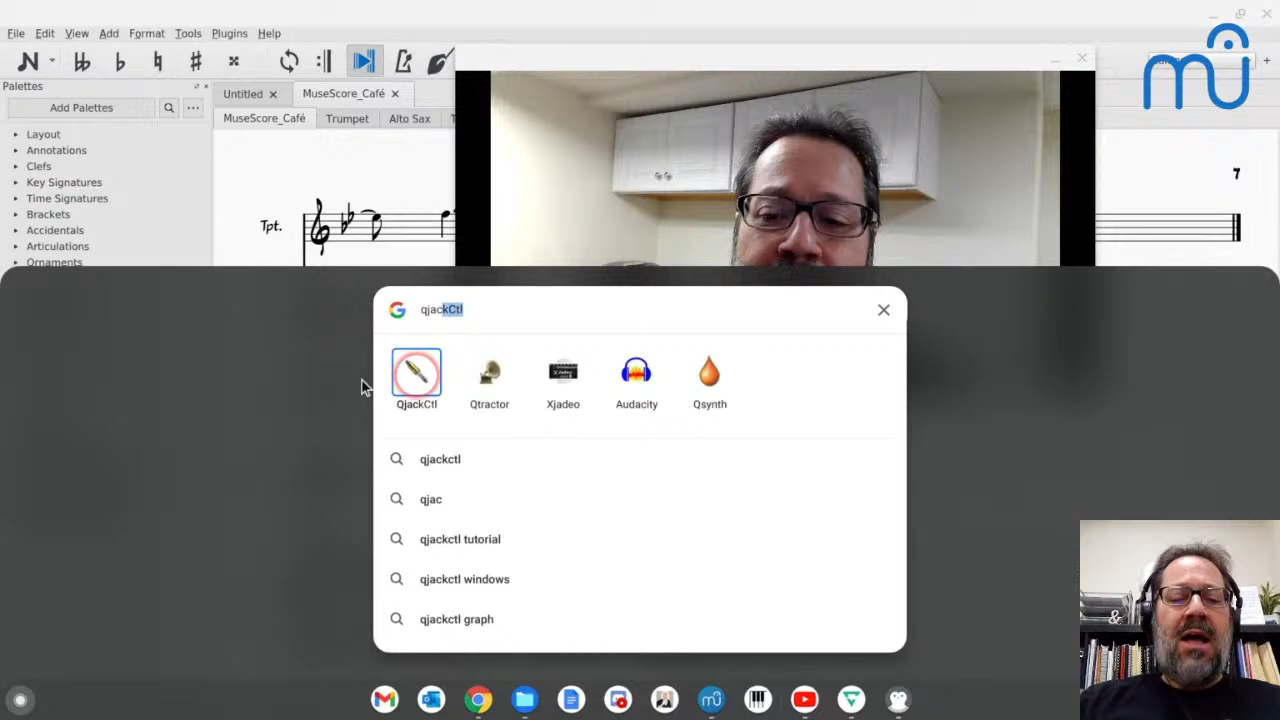 File Edit View Add Format Tools Plugins Help
Palettes
Add Palettes
Untitled
MuseScore_Café
MuseScore_Café
Trumpet
Alto Sax
Layout
Annotations
Clefs
Key Signatures
Time Signatures
Brackets
Accidentals
Articulations
Ornaments
Tpt.
7
qjackCtl
QjackCtl
Qtractor
Xjadeo
Audacity
Qsynth
qjackctl
qjac
qjackctl tutorial
qjackctl windows
qjackctl graph
&